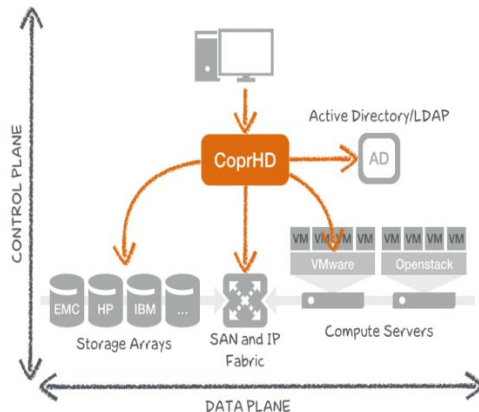 CONTROL PLANE
Active Directory/LDAP
CoprHD
AD
VM VM VM VM VM VM VM VM
VMware Openstack
EMC HP IBM ...
Storage Arrays
SAN and IP
Fabric
Compute Servers
DATA PLANE